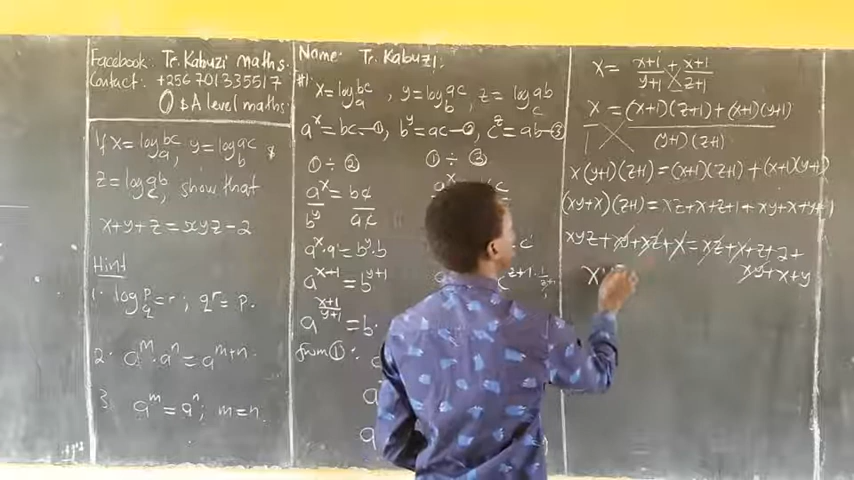 Facebook: Tr. Kabuzi maths.
Contact: +256 701335517
O & A level maths.
If x = log_a bc, y = log_b ac &
z = log_c ab, show that
x+y+z = xyz-2
Hint
1. log_q p = r, q^r = p.
2. a^m·a^n = a^(m+n).
3. a^m = a^n; m=n.
Name: Tr. Kabuzi.
#1. x = log_a bc, y = log_b ac, z = log_c ab
a^x = bc—①, b^y = ac—②, c^z = ab—③
① ÷ ②
a^x/b^y = bc/ac
a^x·a = b^y·b
a^(x+1) = b^(y+1)
a^((x+1)/(y+1)) = b.
from ①:
① ÷ ③
x = (x+1)/(y+1) + (x+1)/(z+1)
x = ((x+1)(z+1)+(x+1)(y+1))/((y+1)(z+1))
x(y+1)(z+1) = (x+1)(z+1)+(x+1)(y+1)
(xy+x)(z+1) = xz+x+z+1+xy+x+y+1
xyz+xy+xz+x = xz+x+z+2+
xy+x+y